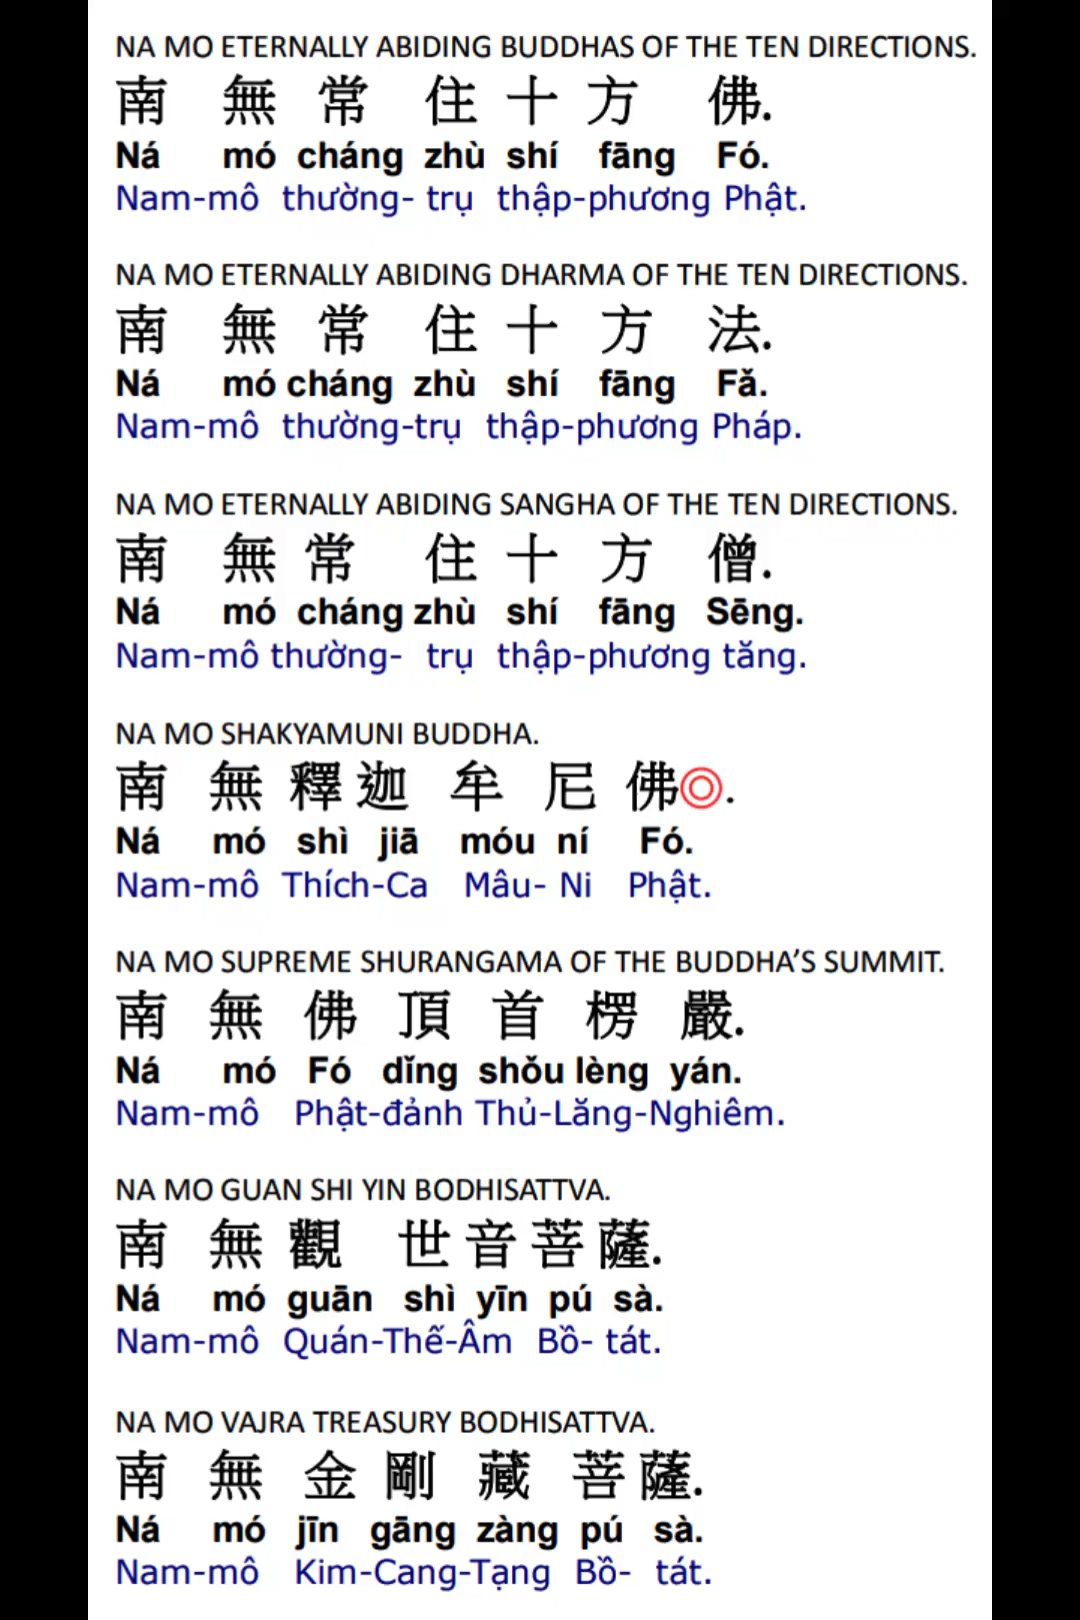 NA MO ETERNALLY ABIDING BUDDHAS OF THE TEN DIRECTIONS.
南 無 常 住 十 方 佛.
Ná mó cháng zhù shí fāng Fó.
Nam-mô thường- trụ thập-phương Phật.
NA MO ETERNALLY ABIDING DHARMA OF THE TEN DIRECTIONS.
南 無 常 住 十 方 法.
Ná mó cháng zhù shí fāng Fǎ.
Nam-mô thường-trụ thập-phương Pháp.
NA MO ETERNALLY ABIDING SANGHA OF THE TEN DIRECTIONS.
南 無 常 住 十 方 僧.
Ná mó cháng zhù shí fāng Sēng.
Nam-mô thường- trụ thập-phương tăng.
NA MO SHAKYAMUNI BUDDHA.
南 無 釋 迦 牟 尼 佛◎.
Ná mó shì jiā móu ní Fó.
Nam-mô Thích-Ca Mâu- Ni Phật.
NA MO SUPREME SHURANGAMA OF THE BUDDHA’S SUMMIT.
南 無 佛 頂 首 楞 嚴.
Ná mó Fó dǐng shǒu lèng yán.
Nam-mô Phật-đảnh Thủ-Lăng-Nghiêm.
NA MO GUAN SHI YIN BODHISATTVA.
南 無 觀 世 音 菩 薩.
Ná mó guān shì yīn pú sà.
Nam-mô Quán-Thế-Âm Bồ- tát.
NA MO VAJRA TREASURY BODHISATTVA.
南 無 金 剛 藏 菩 薩.
Ná mó jīn gāng zàng pú sà.
Nam-mô Kim-Cang-Tạng Bồ- tát.